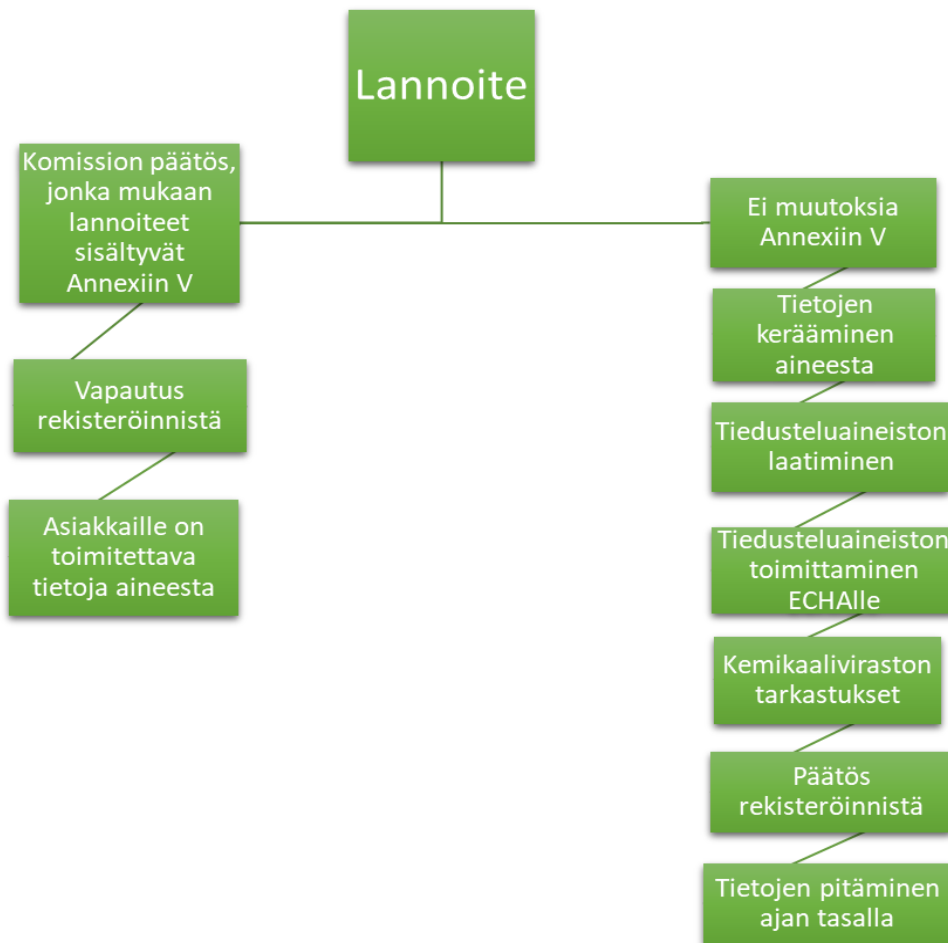 Lannoite
Komission päätös,
jonka mukaan
lannoiteet
sisältyvät
Annexiin V
Vapautus
rekisteröinnistä
Asiakkaille on
toimitettava
tietoja aineesta
Ei muutoksia
Annexiin V
Tietojen
kerääminen
aineesta
Tiedusteluaineiston
laatiminen
Tiedusteluaineiston
toimittaminen
ECHAlle
Kemikaaliviraston
tarkastukset
Päätös
rekisteröinnistä
Tietojen pitäminen
ajan tasalla